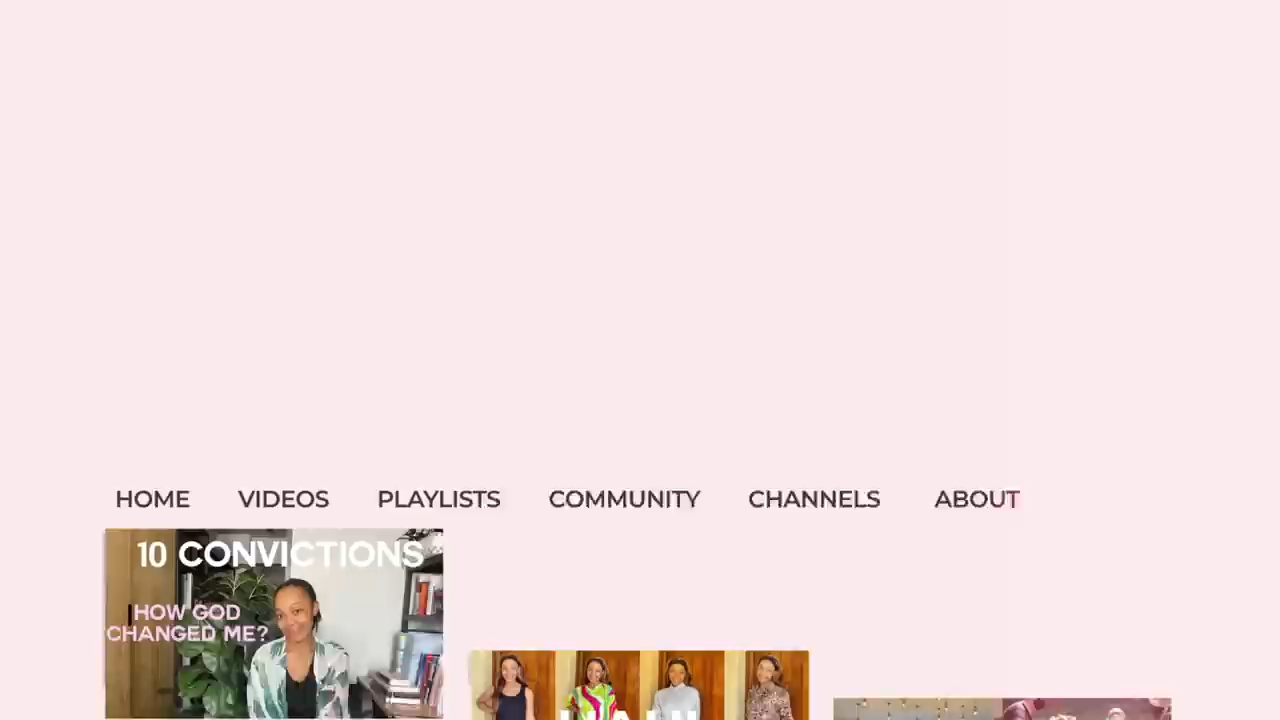 HOME VIDEOS PLAYLISTS COMMUNITY CHANNELS ABOUT
10 CONVICTIONS
HOW GOD
CHANGED ME?